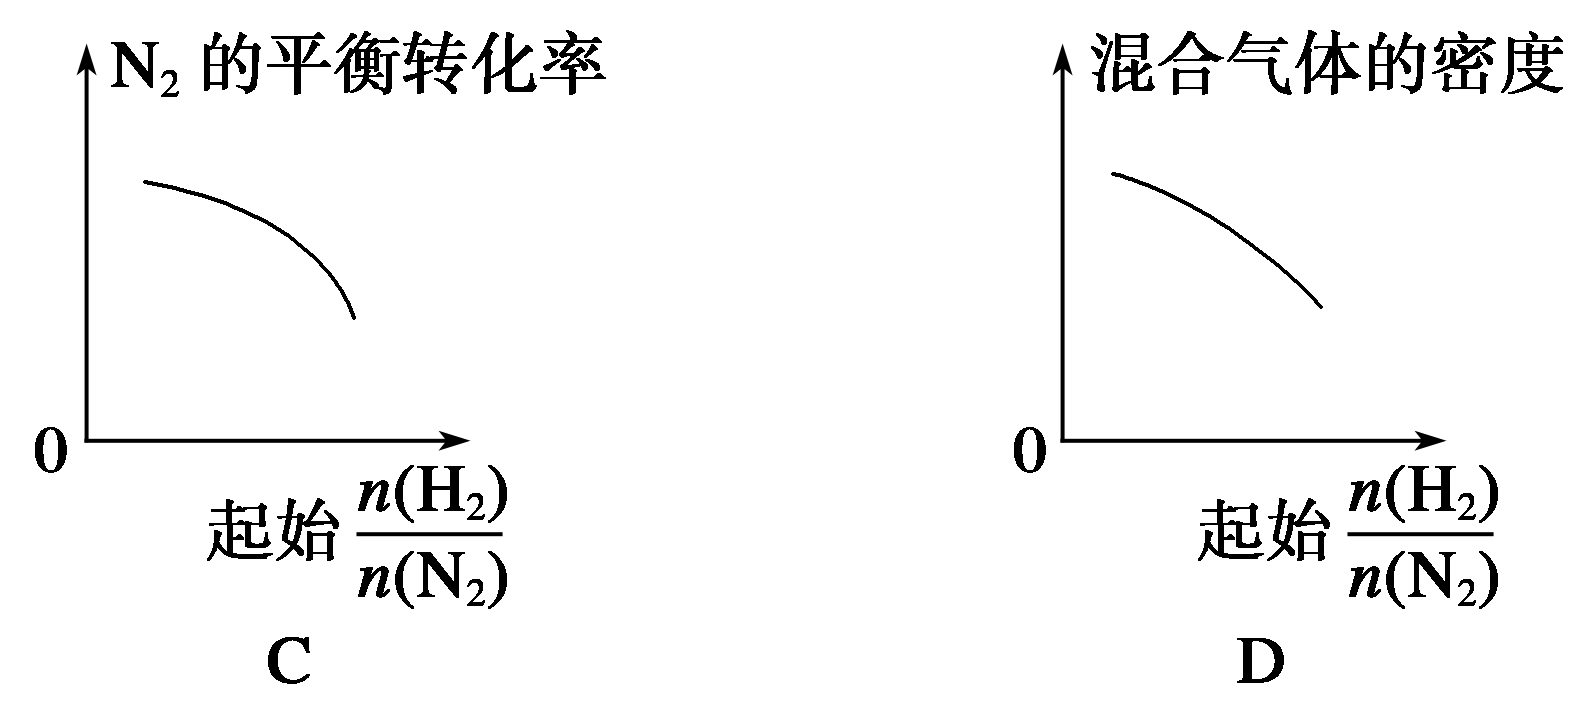 N₂ 的平衡转化率
0
起始 n(H₂)/n(N₂)
C
混合气体的密度
0
起始 n(H₂)/n(N₂)
D